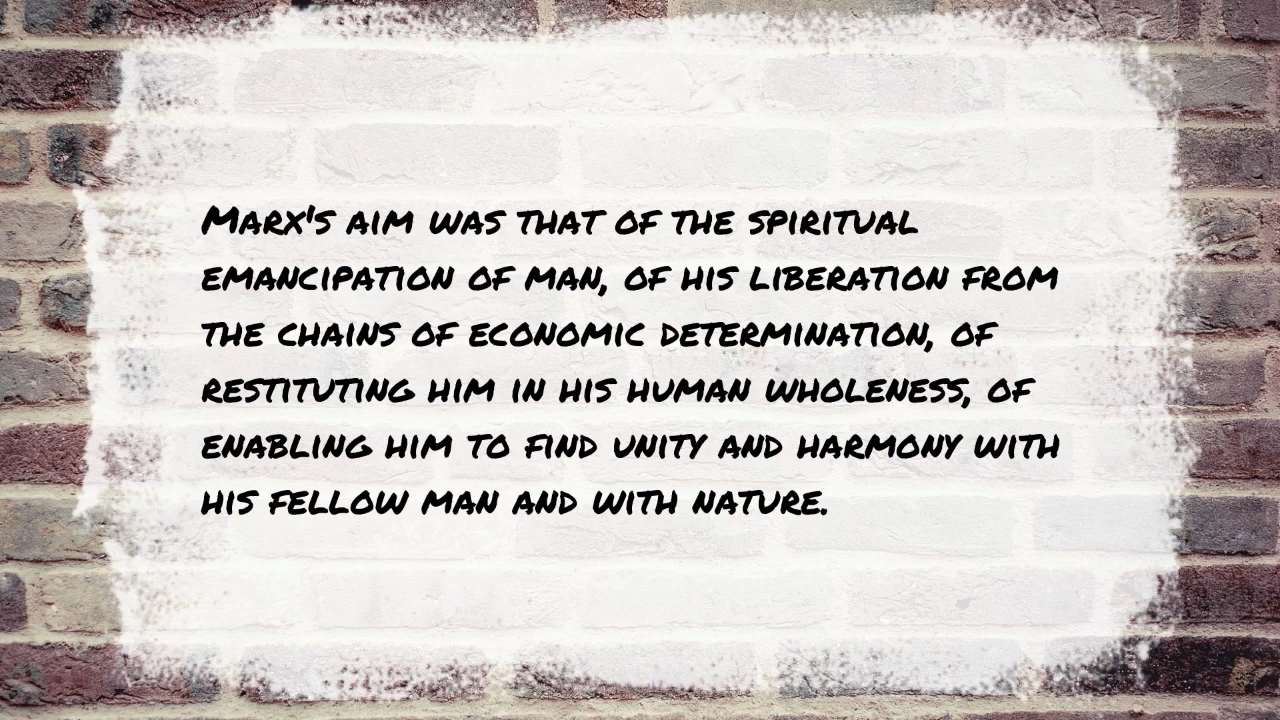 Marx's aim was that of the spiritual
emancipation of man, of his liberation from
the chains of economic determination, of
restituting him in his human wholeness, of
enabling him to find unity and harmony with
his fellow man and with nature.